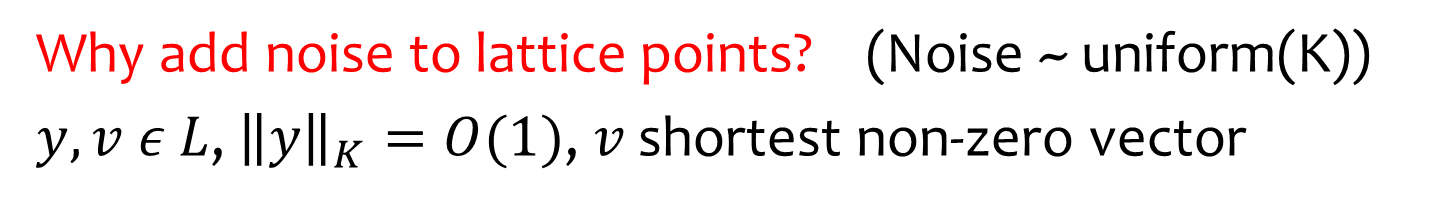 Why add noise to lattice points? (Noise ~ uniform(K))
y, v ϵ L, ‖y‖_K = O(1), v shortest non-zero vector